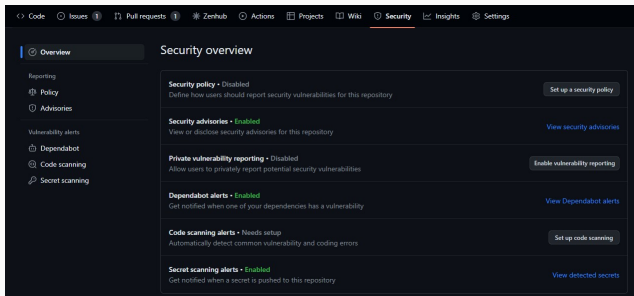 Code Issues 1 Pull requests 1 Zenhub Actions Projects Wiki Security Insights Settings
Overview
Reporting
Policy
Advisories
Vulnerability alerts
Dependabot
Code scanning
Secret scanning
Security overview
Security policy • Disabled
Define how users should report security vulnerabilities for this repository
Set up a security policy
Security advisories • Enabled
View or disclose security advisories for this repository
View security advisories
Private vulnerability reporting • Disabled
Allow users to privately report potential security vulnerabilities
Enable vulnerability reporting
Dependabot alerts • Enabled
Get notified when one of your dependencies has a vulnerability
View Dependabot alerts
Code scanning alerts • Needs setup
Automatically detect common vulnerability and coding errors
Set up code scanning
Secret scanning alerts • Enabled
Get notified when a secret is pushed to this repository
View detected secrets